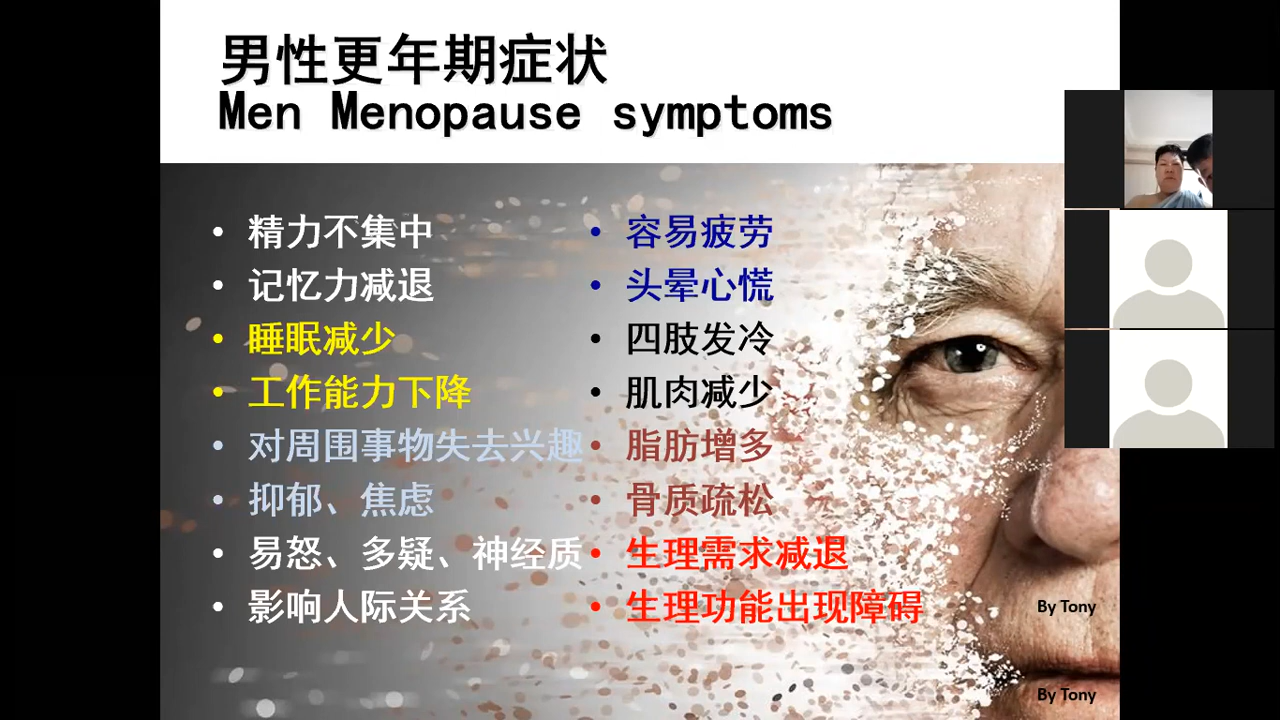 男性更年期症状
Men Menopause symptoms
• 精力不集中
• 记忆力减退
• 睡眠减少
• 工作能力下降
• 对周围事物失去兴趣
• 抑郁、焦虑
• 易怒、多疑、神经质
• 影响人际关系
• 容易疲劳
• 头晕心慌
• 四肢发冷
• 肌肉减少
• 脂肪增多
• 骨质疏松
• 生理需求减退
• 生理功能出现障碍
By Tony
By Tony